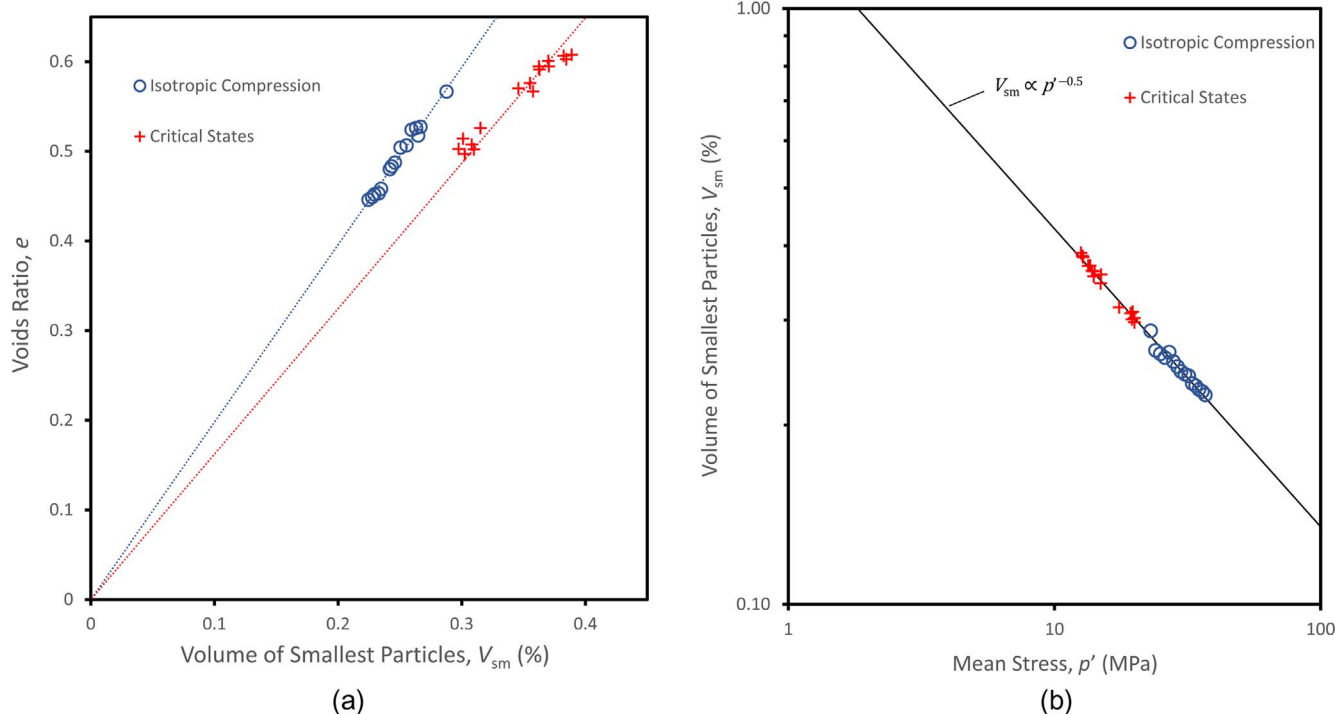 0.6
0.5
0.4
0.3
0.2
0.1
0
0
0.1
0.2
0.3
0.4
Voids Ratio, e
Isotropic Compression
Critical States
Volume of Smallest Particles, Vsm (%)
(a)
1.00
0.10
1
10
100
Volume of Smallest Particles, Vsm (%)
Vsm ∝ p′−0.5
Isotropic Compression
Critical States
Mean Stress, p’ (MPa)
(b)